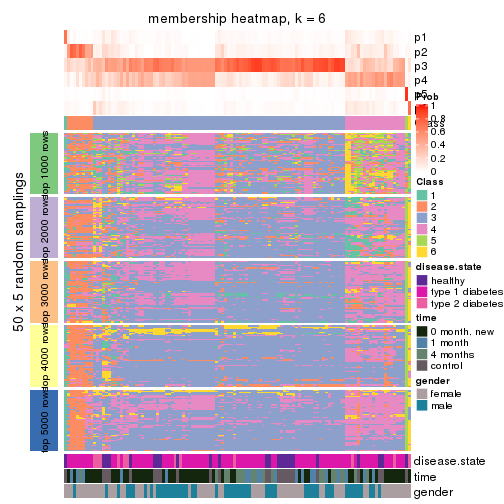 membership heatmap, k = 6
p1
p2
p3
p4
p5
p6
Prob
1
0.8
0.6
0.4
0.2
0
Class
Class
1
2
3
4
5
6
disease.state
healthy
type 1 diabetes
type 2 diabetes
time
0 month. new
1 month
4 months
control
gender
female
male
50 x 5 random samplings
top 1000 rows
top 2000 rows
top 3000 rows
top 4000 rows
top 5000 rows
disease.state
time
gender